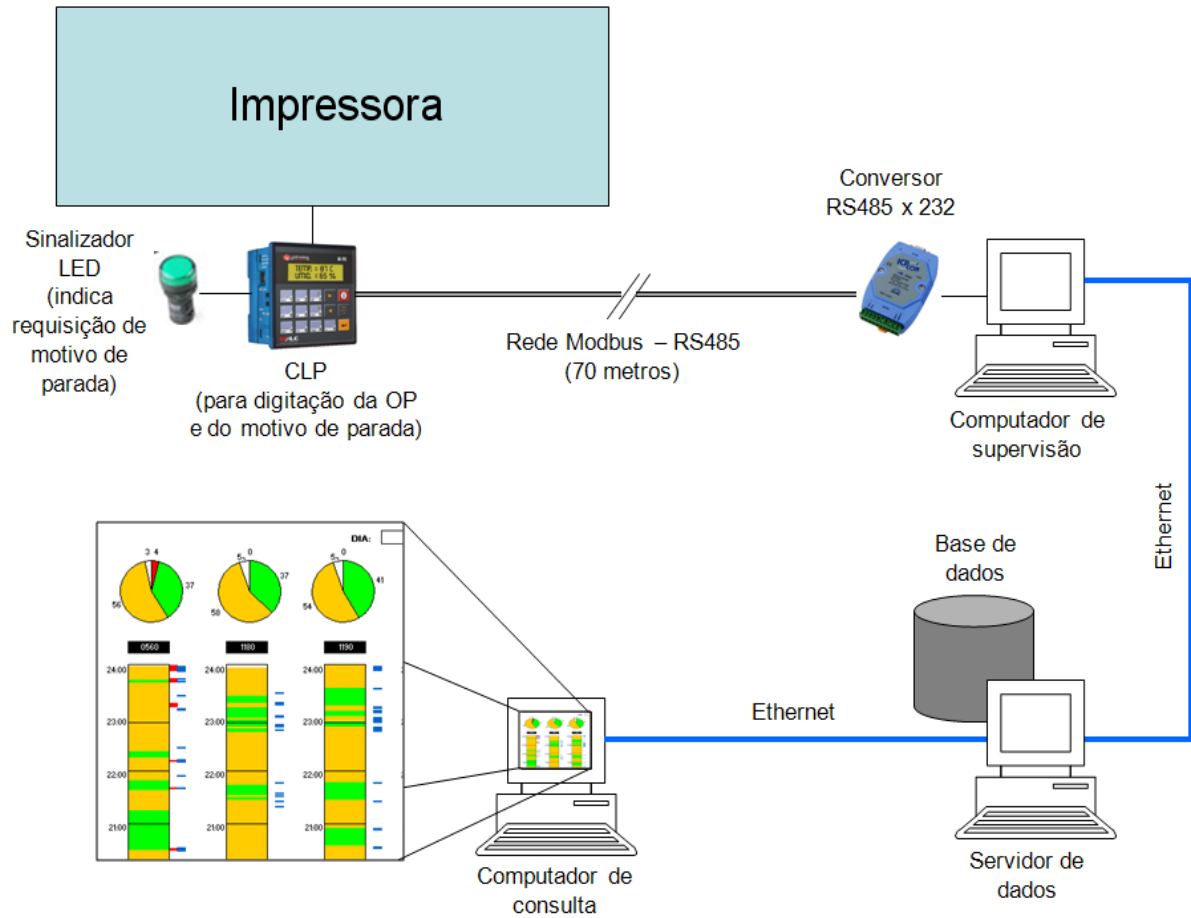 Impressora
Conversor
RS485 x 232
Sinalizador
LED
(indica
requisição de
motivo de
parada)
TEMP. = 87 C
UMID. = 65 %
CLP
(para digitação da OP
e do motivo de parada)
Rede Modbus – RS485
(70 metros)
Computador de
supervisão
Ethernet
Base de
dados
Ethernet
Servidor de
dados
Computador de
consulta
DIA:
3 4
37
56
5 0
37
58
5 0
41
54
0560
1180
1190
24:00
24:00
24:00
23:00
23:00
23:00
22:00
22:00
22:00
21:00
21:00
21:00